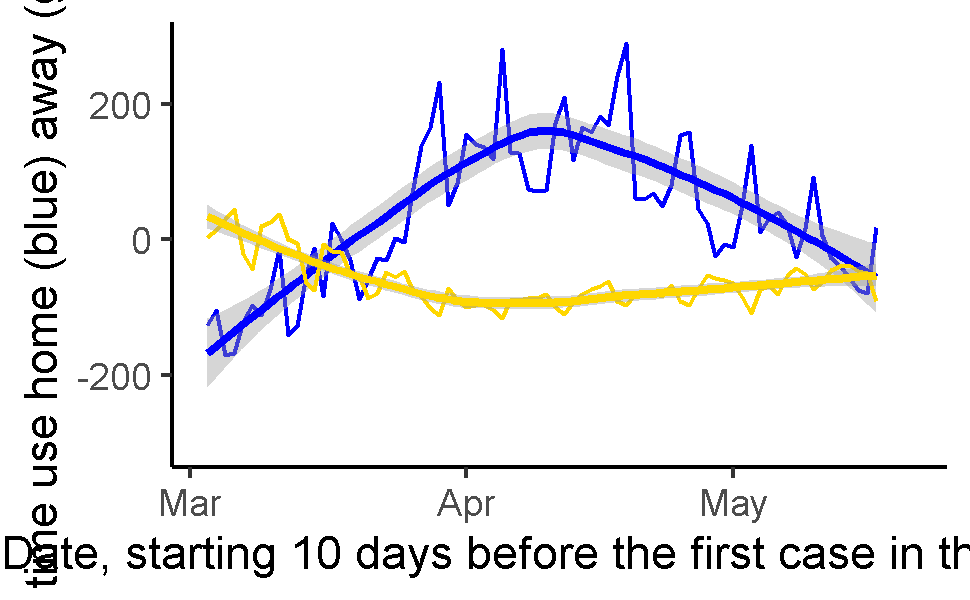 time use home (blue) away (
200
0
-200
Mar Apr May
Date, starting 10 days before the first case in